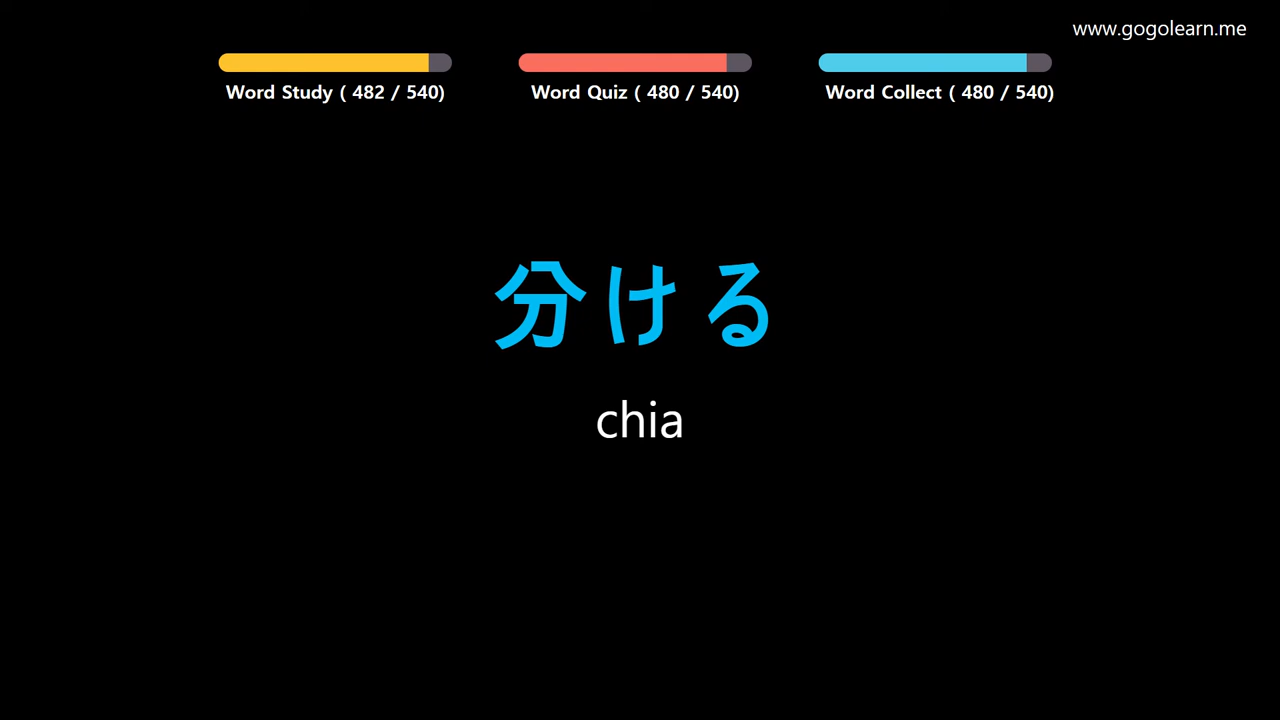 www.gogolearn.me
Word Study ( 482 / 540)
Word Quiz ( 480 / 540)
Word Collect ( 480 / 540)
分ける
chia